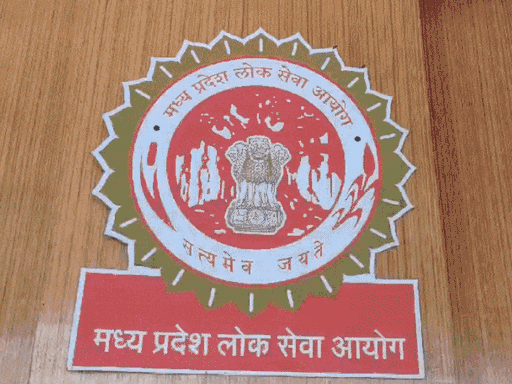 मध्य प्रदेश लोक सेवा आयोग
सत्यमेव जयते
मध्य प्रदेश लोक सेवा आयोग